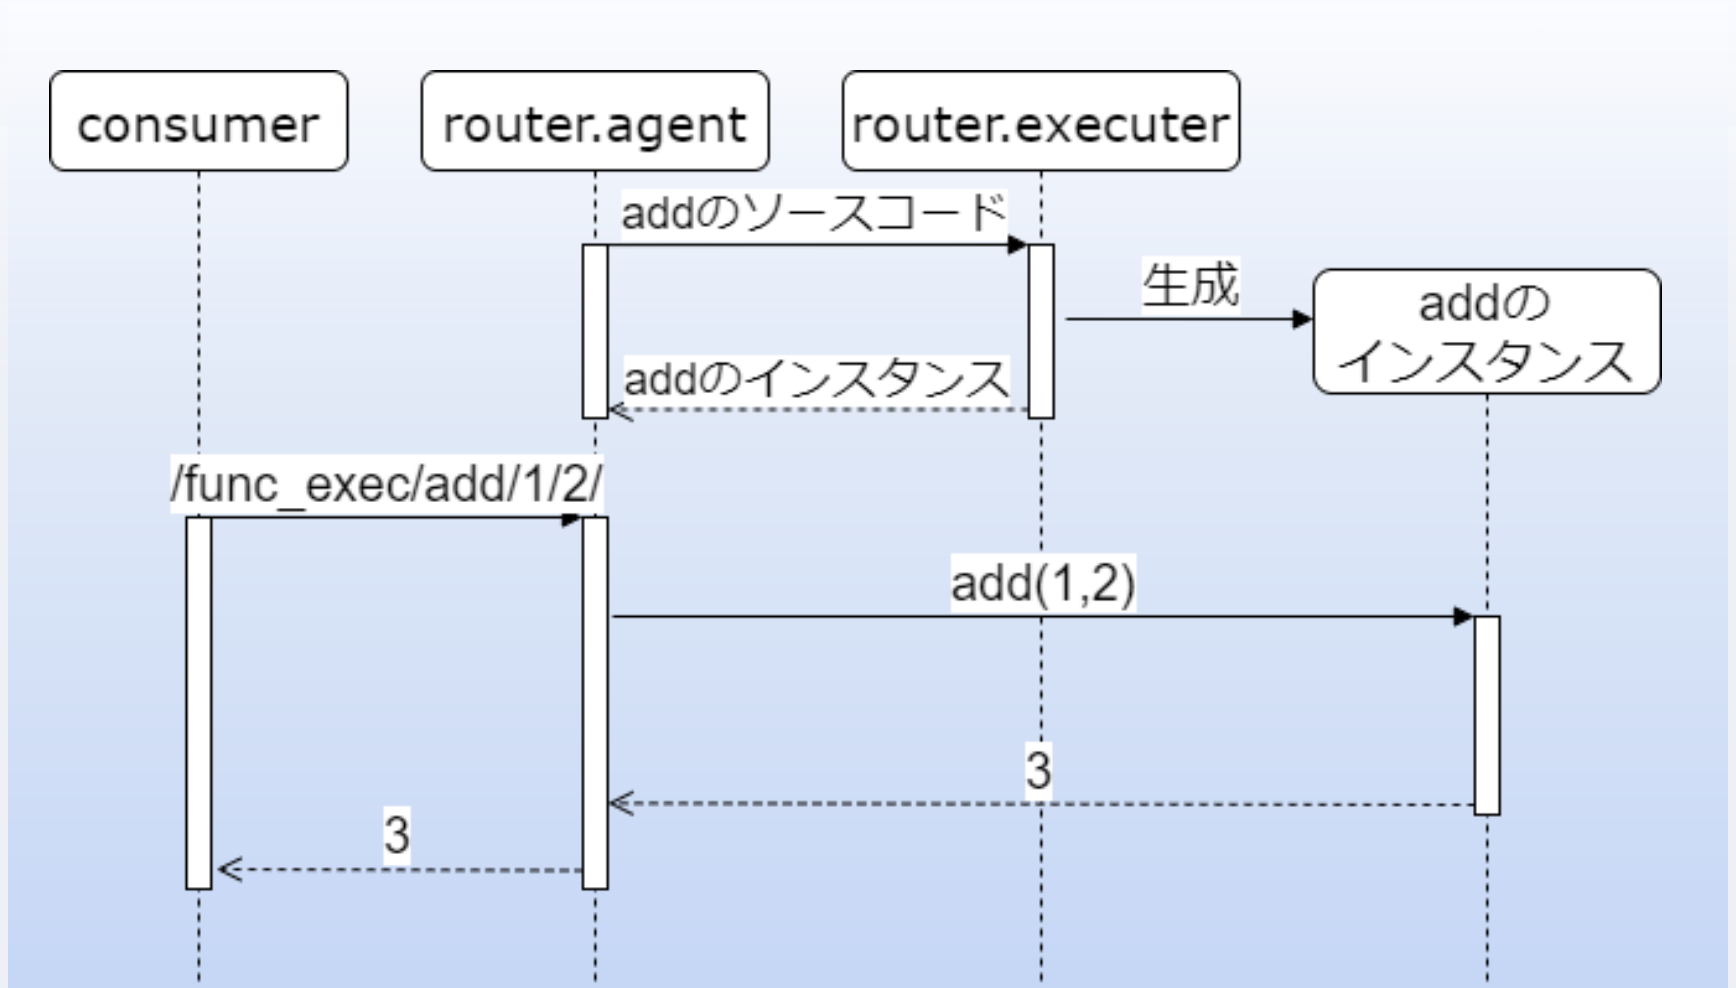 consumer
router.agent
router.executer
addのソースコード
生成
addの
インスタンス
addのインスタンス
/func_exec/add/1/2/
add(1,2)
3
3